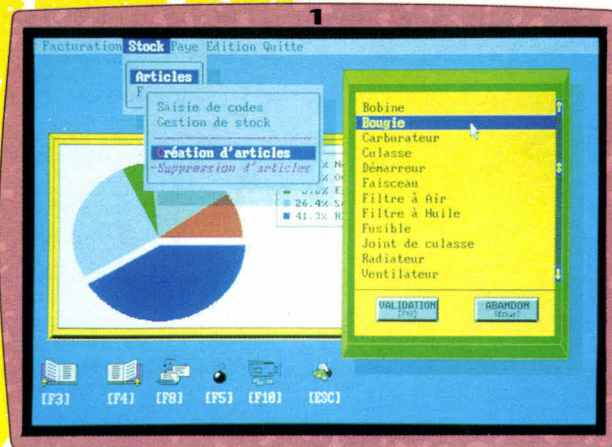 1
Facturation Stock Paye Edition Quitte
Articles
F
Saisie de codes
Gestion de stock
Création d'articles
Suppression d'articles
26.4%
41.3%
Bobine
Bougie
Carburateur
Culasse
Démarreur
Faisceau
Filtre à Air
Filtre à Huile
Fusible
Joint de culasse
Radiateur
Ventilateur
VALIDATION ABANDON
[F10]
[F3] [F4] [F8] [F5] [F10] [ESC]